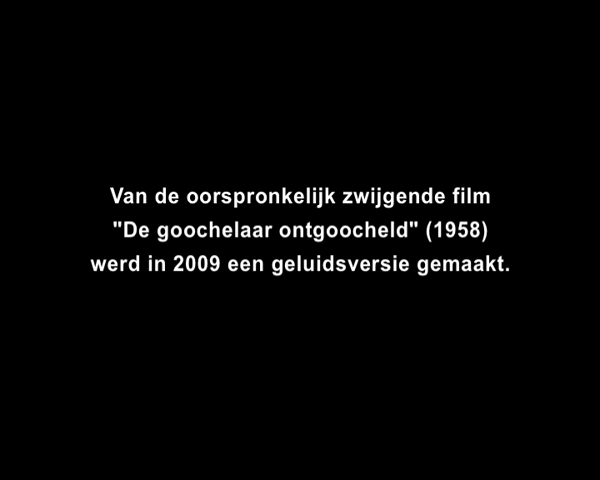 Van de oorspronkelijk zwijgende film
"De goochelaar ontgoocheld" (1958)
werd in 2009 een geluidsversie gemaakt.